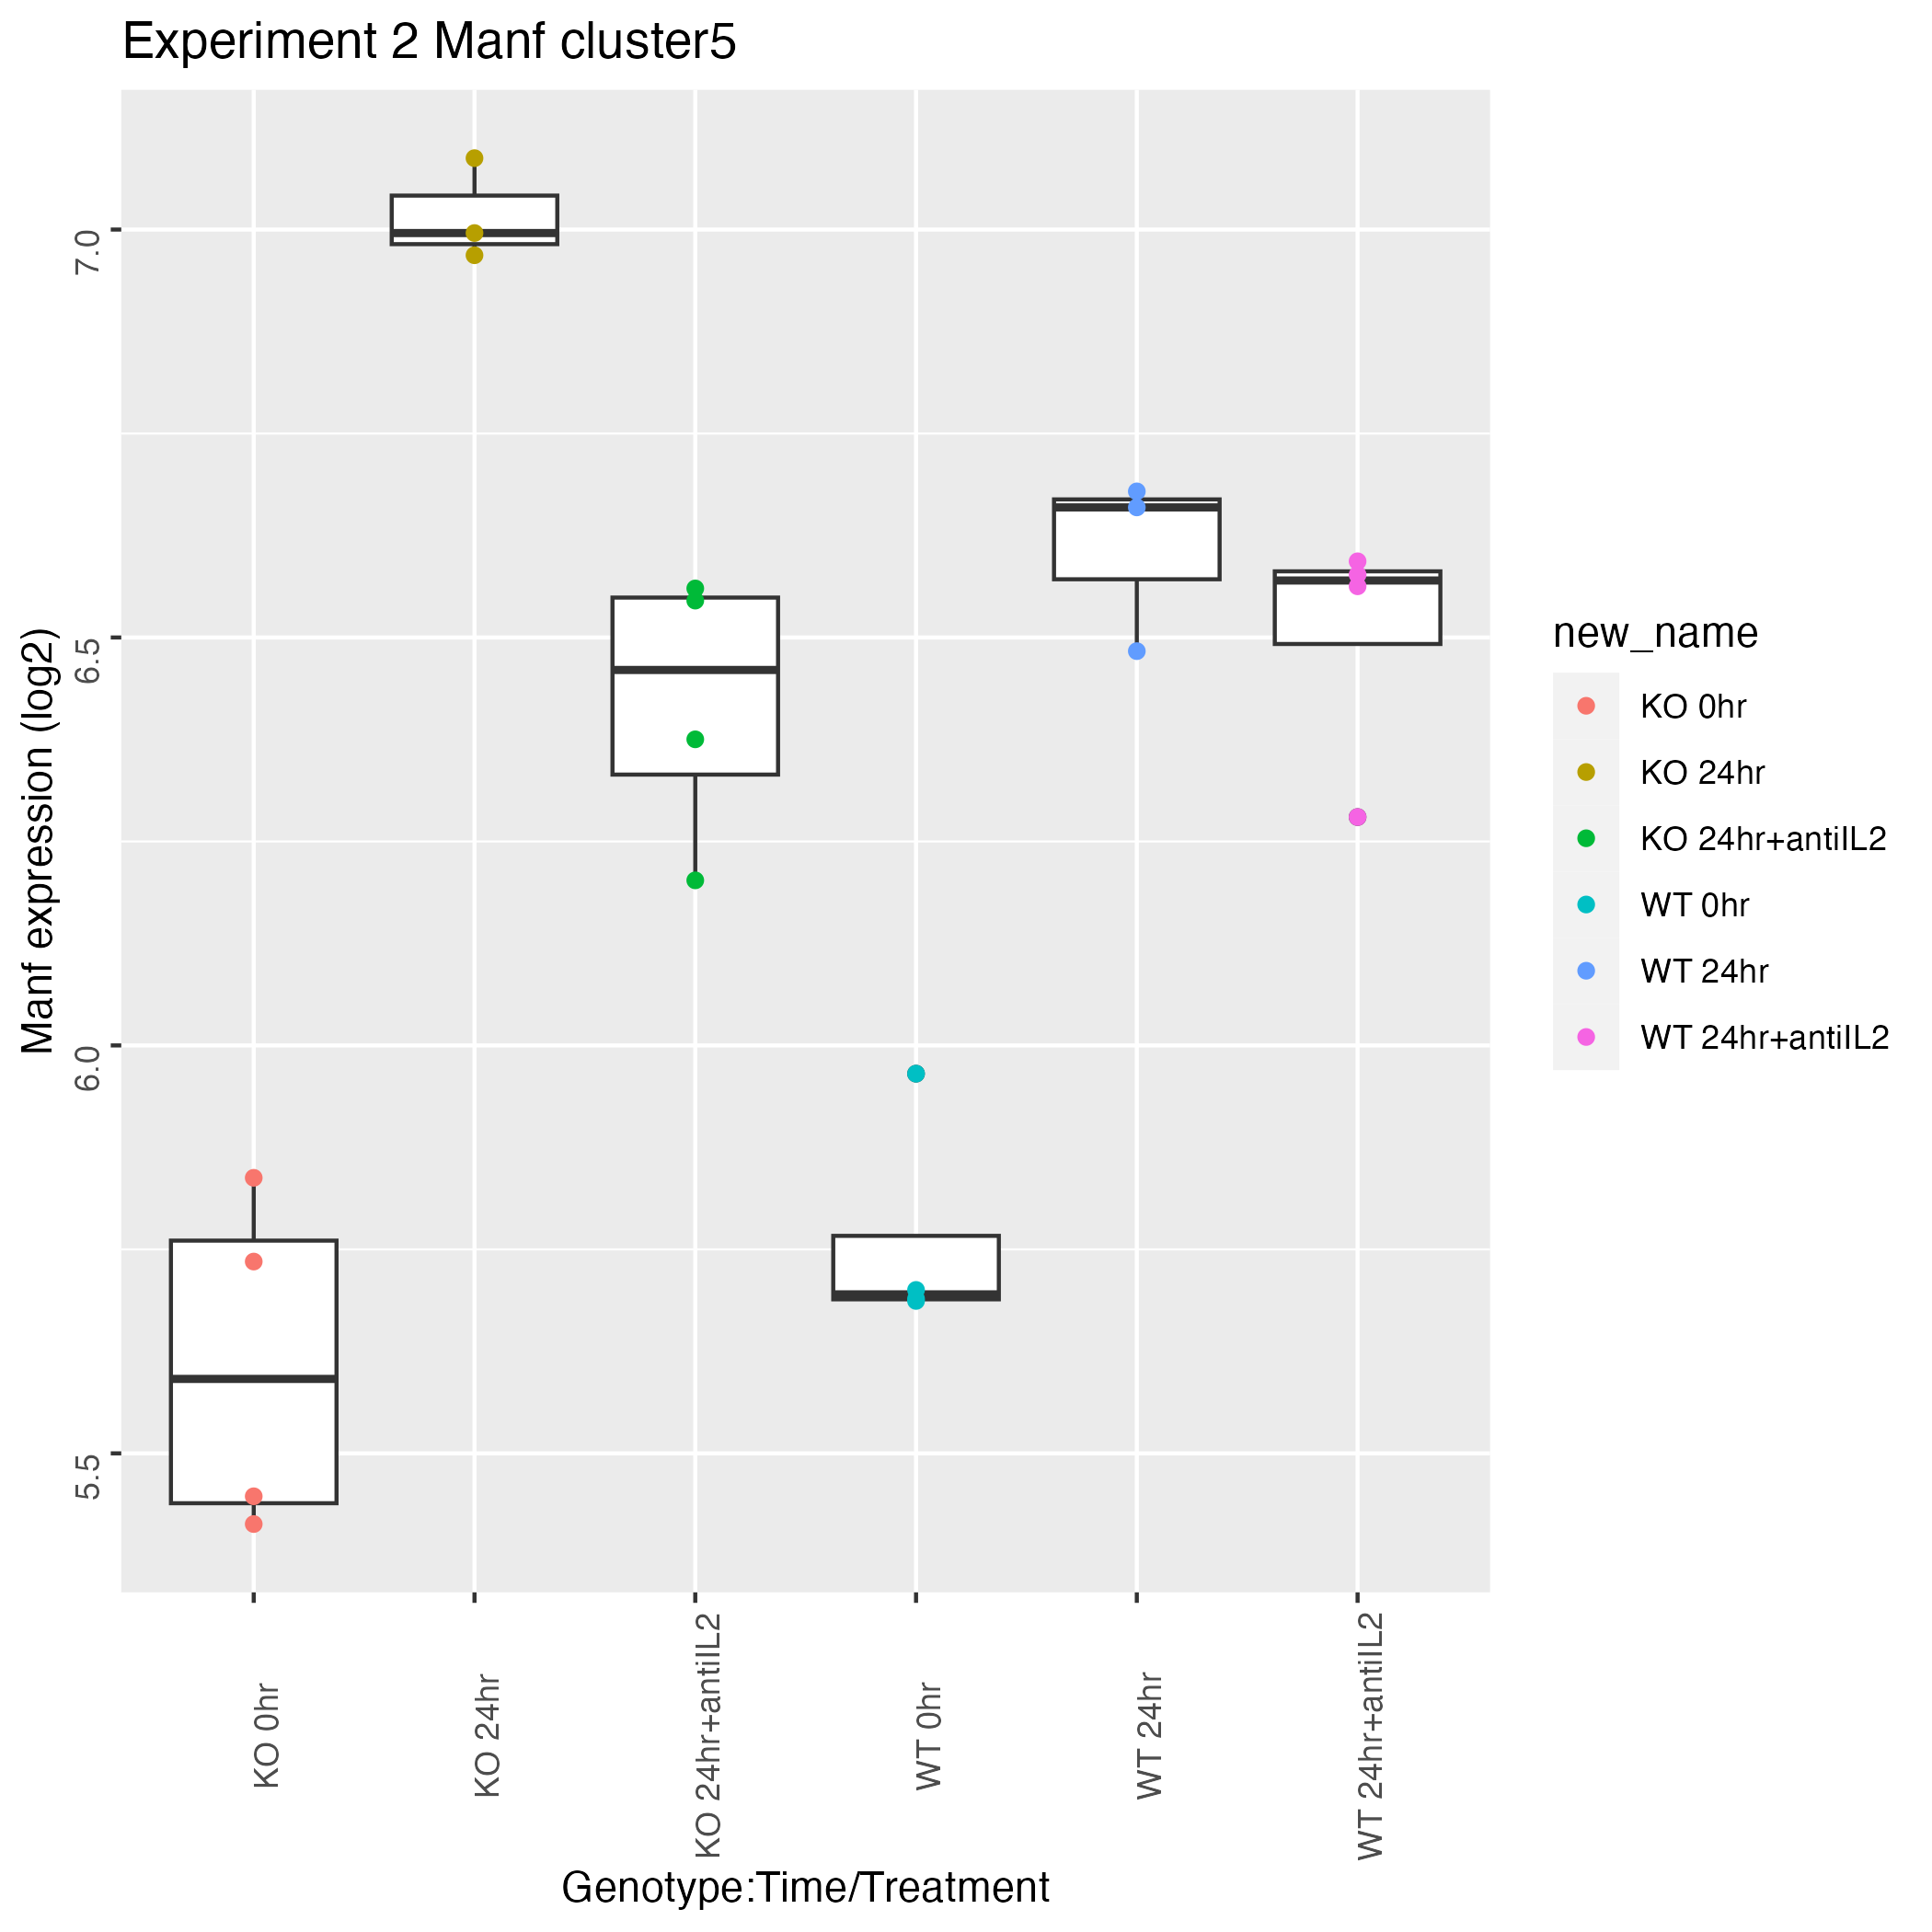 Experiment 2 Manf cluster5
Manf expression (log2)
7.0
6.5
6.0
5.5
KO 0hr
KO 24hr
KO 24hr+antiIL2
WT 0hr
WT 24hr
WT 24hr+antiIL2
Genotype:Time/Treatment
new_name
KO 0hr
KO 24hr
KO 24hr+antiIL2
WT 0hr
WT 24hr
WT 24hr+antiIL2